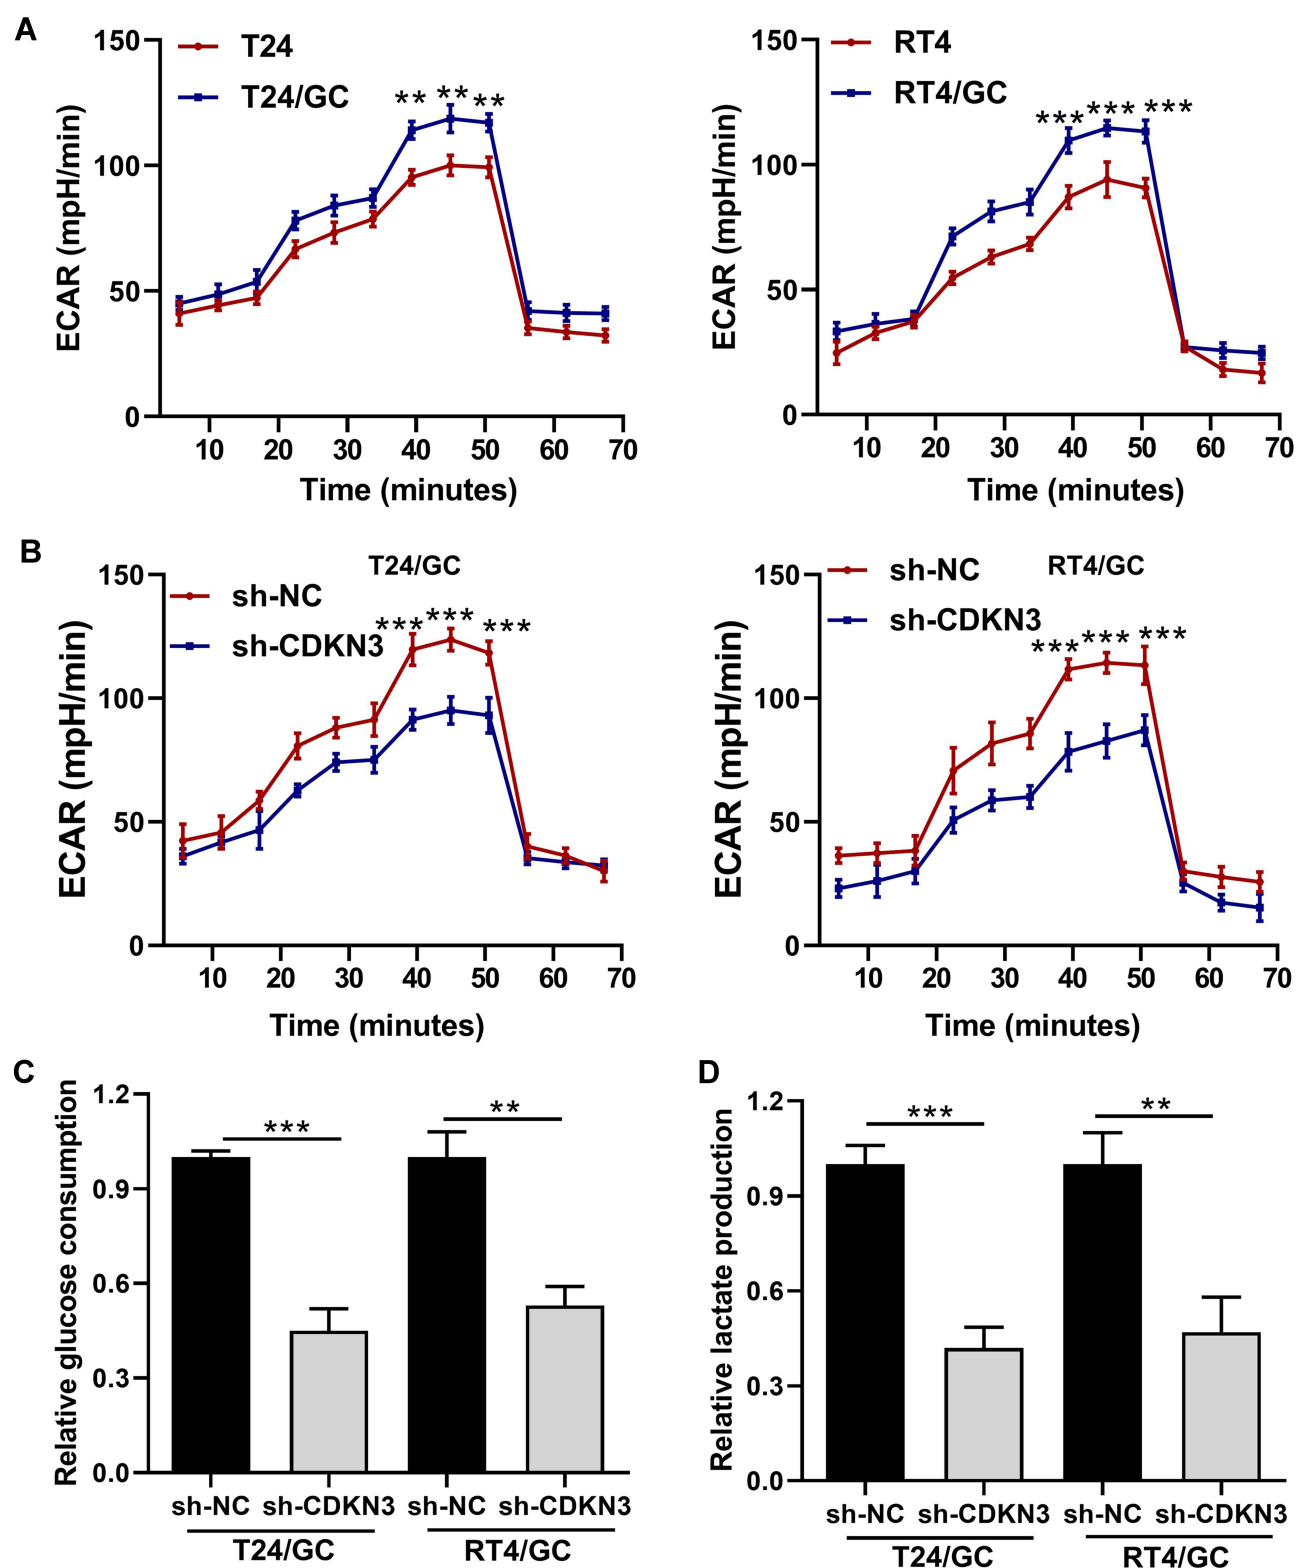 A
T24
T24/GC
** ** **
ECAR (mpH/min)
150
100
50
0
10 20 30 40 50 60 70
Time (minutes)
RT4
RT4/GC
*** *** ***
ECAR (mpH/min)
150
100
50
0
10 20 30 40 50 60 70
Time (minutes)
B
T24/GC
sh-NC
sh-CDKN3
*** *** ***
ECAR (mpH/min)
150
100
50
0
10 20 30 40 50 60 70
Time (minutes)
RT4/GC
sh-NC
sh-CDKN3
*** *** ***
ECAR (mpH/min)
150
100
50
0
10 20 30 40 50 60 70
Time (minutes)
C
Relative glucose consumption
1.2
0.9
0.6
0.3
0.0
*** **
sh-NC sh-CDKN3 sh-NC sh-CDKN3
T24/GC RT4/GC
D
Relative lactate production
1.2
0.9
0.6
0.3
0.0
*** **
sh-NC sh-CDKN3 sh-NC sh-CDKN3
T24/GC RT4/GC